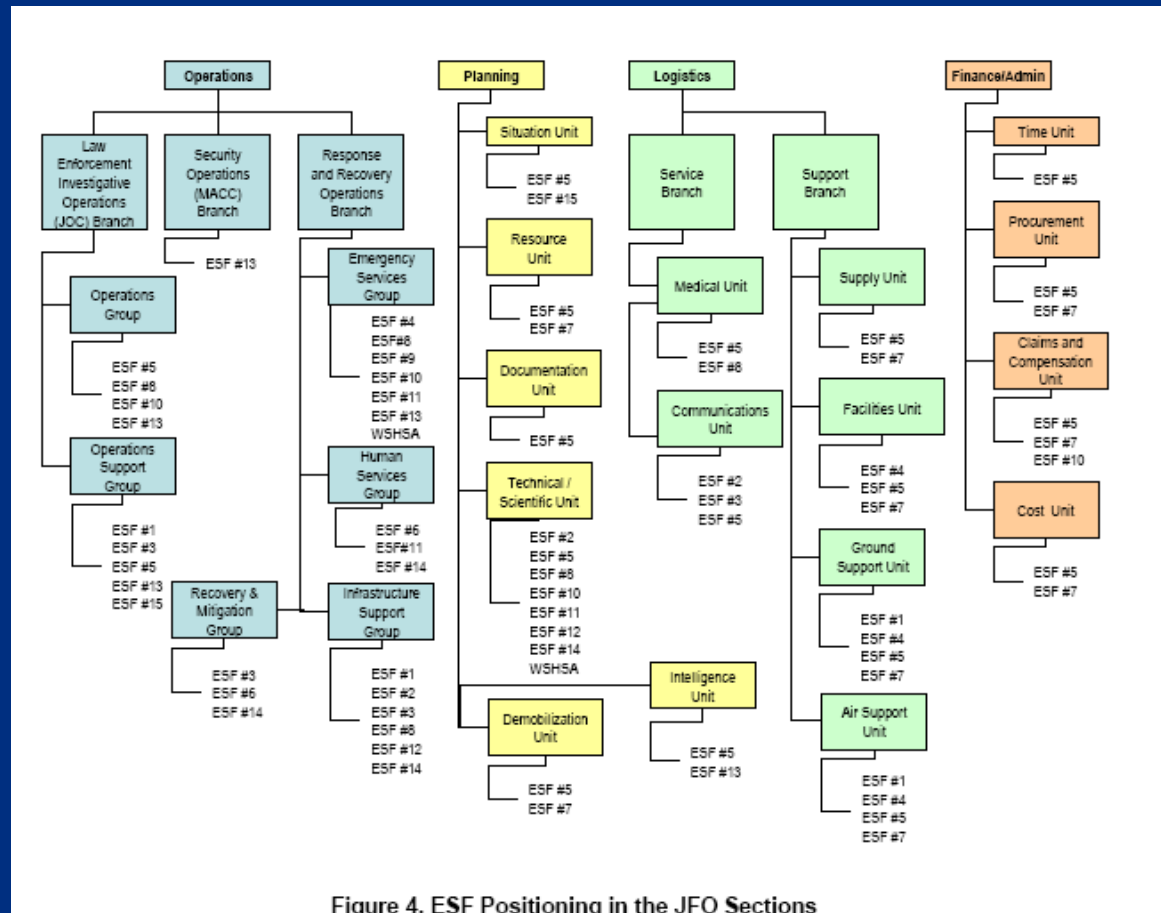 Operations
Law
Enforcement
Investigative
Operations
(JOC) Branch
Operations
Group
ESF #5
ESF #8
ESF #10
ESF #13
Operations
Support
Group
ESF #1
ESF #3
ESF #5
ESF #13
ESF #15
Security
Operations
(MACC)
Branch
ESF #13
Response
and Recovery
Operations
Branch
Emergency
Services
Group
ESF #4
ESF#8
ESF #9
ESF #10
ESF #11
ESF #13
WSHSA
Human
Services
Group
ESF #6
ESF#11
ESF #14
Recovery &
Mitigation
Group
ESF #3
ESF #6
ESF #14
Infrastructure
Support
Group
ESF #1
ESF #2
ESF #3
ESF #8
ESF #12
ESF #14
Planning
Situation Unit
ESF #5
ESF #15
Resource
Unit
ESF #5
ESF #7
Documentation
Unit
ESF #5
Technical /
Scientific Unit
ESF #2
ESF #5
ESF #8
ESF #10
ESF #11
ESF #12
ESF #14
WSHSA
Intelligence
Unit
ESF #5
ESF #13
Demobilization
Unit
ESF #5
ESF #7
Logistics
Service
Branch
Medical Unit
ESF #5
ESF #8
Communications
Unit
ESF #2
ESF #3
ESF #5
Support
Branch
Supply Unit
ESF #5
ESF #7
Facilities Unit
ESF #4
ESF #5
ESF #7
Ground
Support Unit
ESF #1
ESF #4
ESF #5
ESF #7
Air Support
Unit
ESF #1
ESF #4
ESF #5
ESF #7
Finance/Admin
Time Unit
ESF #5
Procurement
Unit
ESF #5
ESF #7
Claims and
Compensation
Unit
ESF #5
ESF #7
ESF #10
Cost Unit
ESF #5
ESF #7
Figure 4. ESF Positioning in the JFO Sections